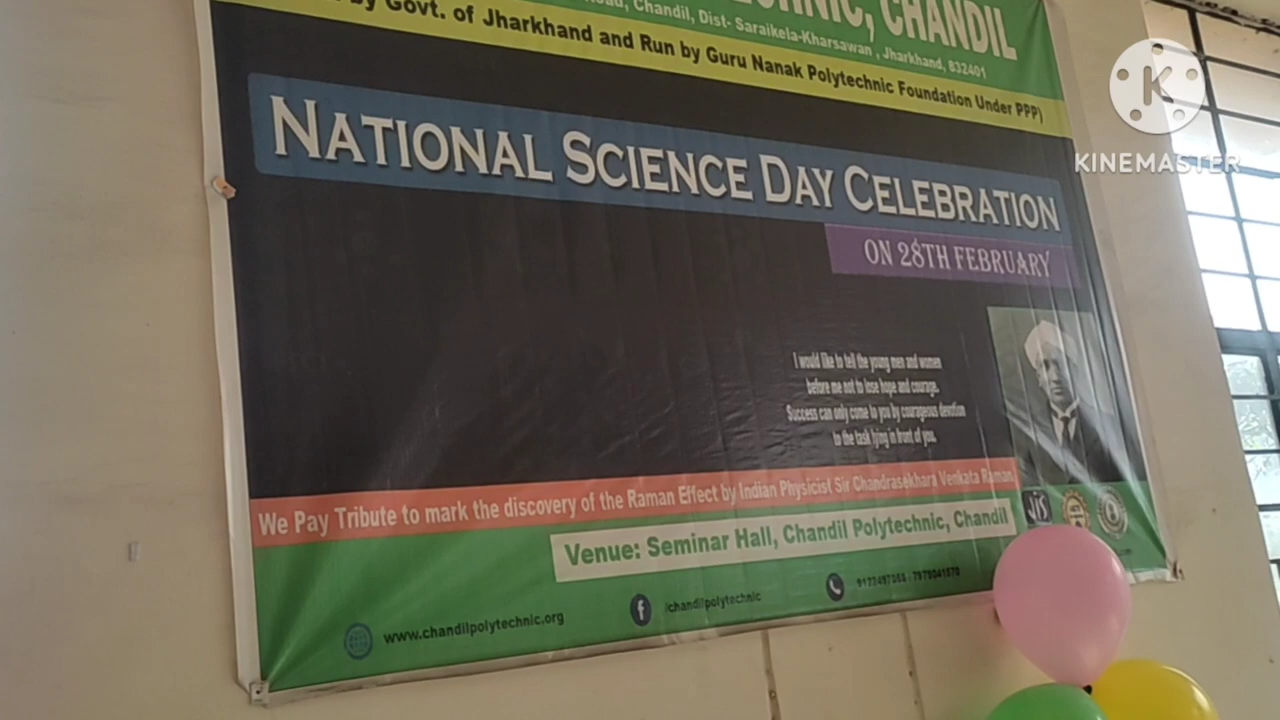 CHANDIL
Road, Chandil, Dist- Saraikela-Kharsawan , Jharkhand, 832401
by Govt. of Jharkhand and Run by Guru Nanak Polytechnic Foundation Under PPP)
K
KINEMASTER
NATIONAL SCIENCE DAY CELEBRATION
ON 28TH FEBRUARY
I would like to tell the young men and women
before me not to lose hope and courage.
Success can only come to you by courageous devotion
to the task lying in front of you.
We Pay Tribute to mark the discovery of the Raman Effect by Indian Physicist Sir Chandrasekhara Venkata Raman.
JIS
Venue: Seminar Hall, Chandil Polytechnic, Chandil
www.chandilpolytechnic.org
f
/chandilpolytechnic